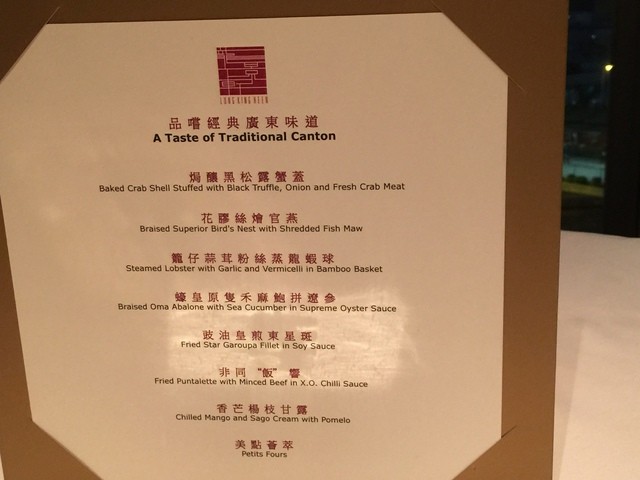 LUNG KING HEEN
品嚐經典廣東味道
A Taste of Traditional Canton
焗釀黑松露蟹蓋
Baked Crab Shell Stuffed with Black Truffle, Onion and Fresh Crab Meat
花膠絲燴官燕
Braised Superior Bird's Nest with Shredded Fish Maw
籠仔蒜茸粉絲蒸龍蝦球
Steamed Lobster with Garlic and Vermicelli in Bamboo Basket
蠔皇原隻禾麻鮑拼遼參
Braised Oma Abalone with Sea Cucumber in Supreme Oyster Sauce
豉油皇煎東星斑
Fried Star Garoupa Fillet in Soy Sauce
非同“飯”響
Fried Puntalette with Minced Beef in X.O. Chilli Sauce
香芒楊枝甘露
Chilled Mango and Sago Cream with Pomelo
美點薈萃
Petits Fours